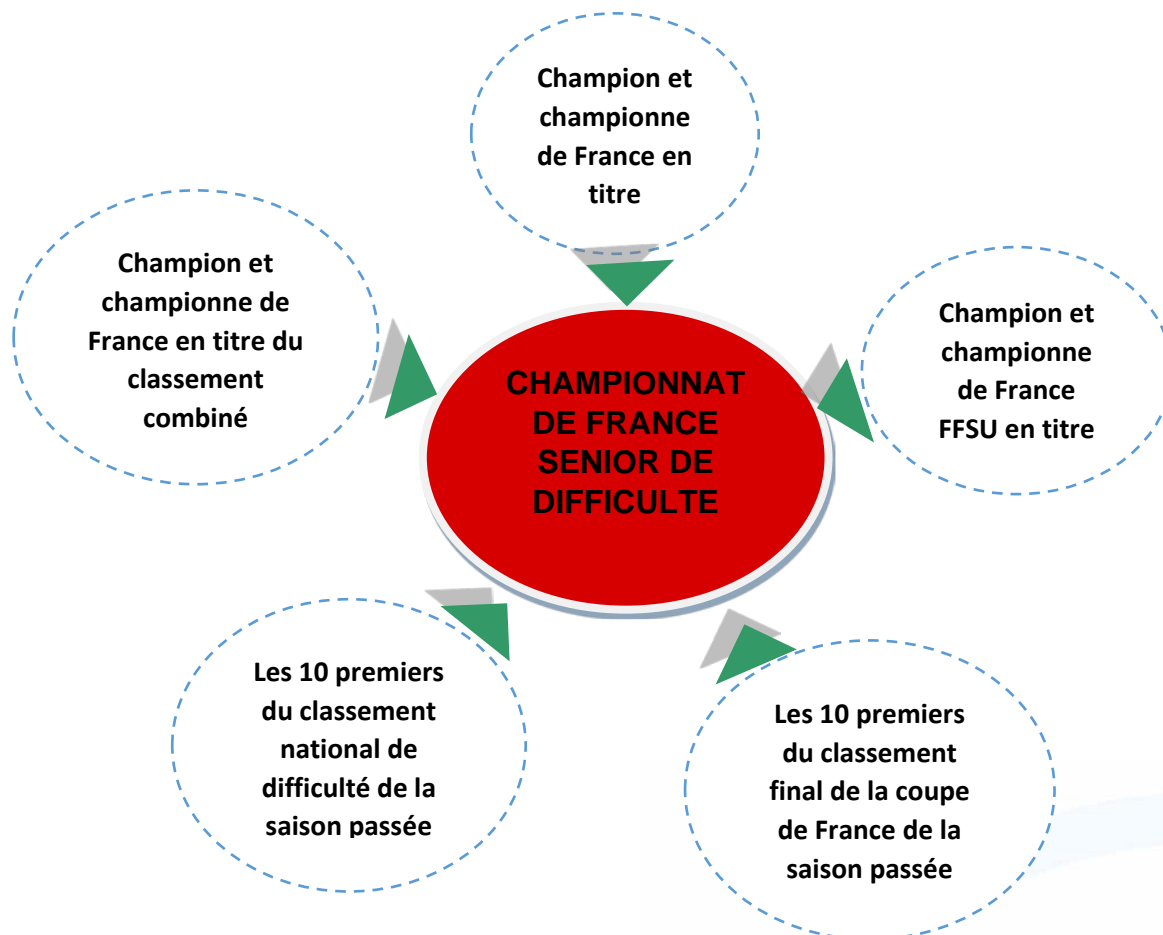 Champion et
championne
de France en
titre
Champion et
championne de
France en titre du
classement
combiné
Champion et
championne
de France
FFSU en titre
CHAMPIONNAT
DE FRANCE
SENIOR DE
DIFFICULTE
Les 10 premiers
du classement
national de
difficulté de la
saison passée
Les 10 premiers
du classement
final de la coupe
de France de la
saison passée